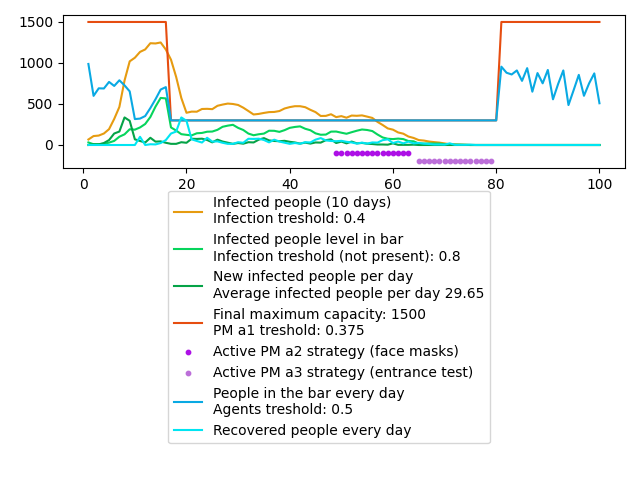 1500
1000
500
0
0
20
40
60
80
100
Infected people (10 days)
Infection treshold: 0.4
Infected people level in bar
Infection treshold (not present): 0.8
New infected people per day
Average infected people per day 29.65
Final maximum capacity: 1500
PM a1 treshold: 0.375
Active PM a2 strategy (face masks)
Active PM a3 strategy (entrance test)
People in the bar every day
Agents treshold: 0.5
Recovered people every day